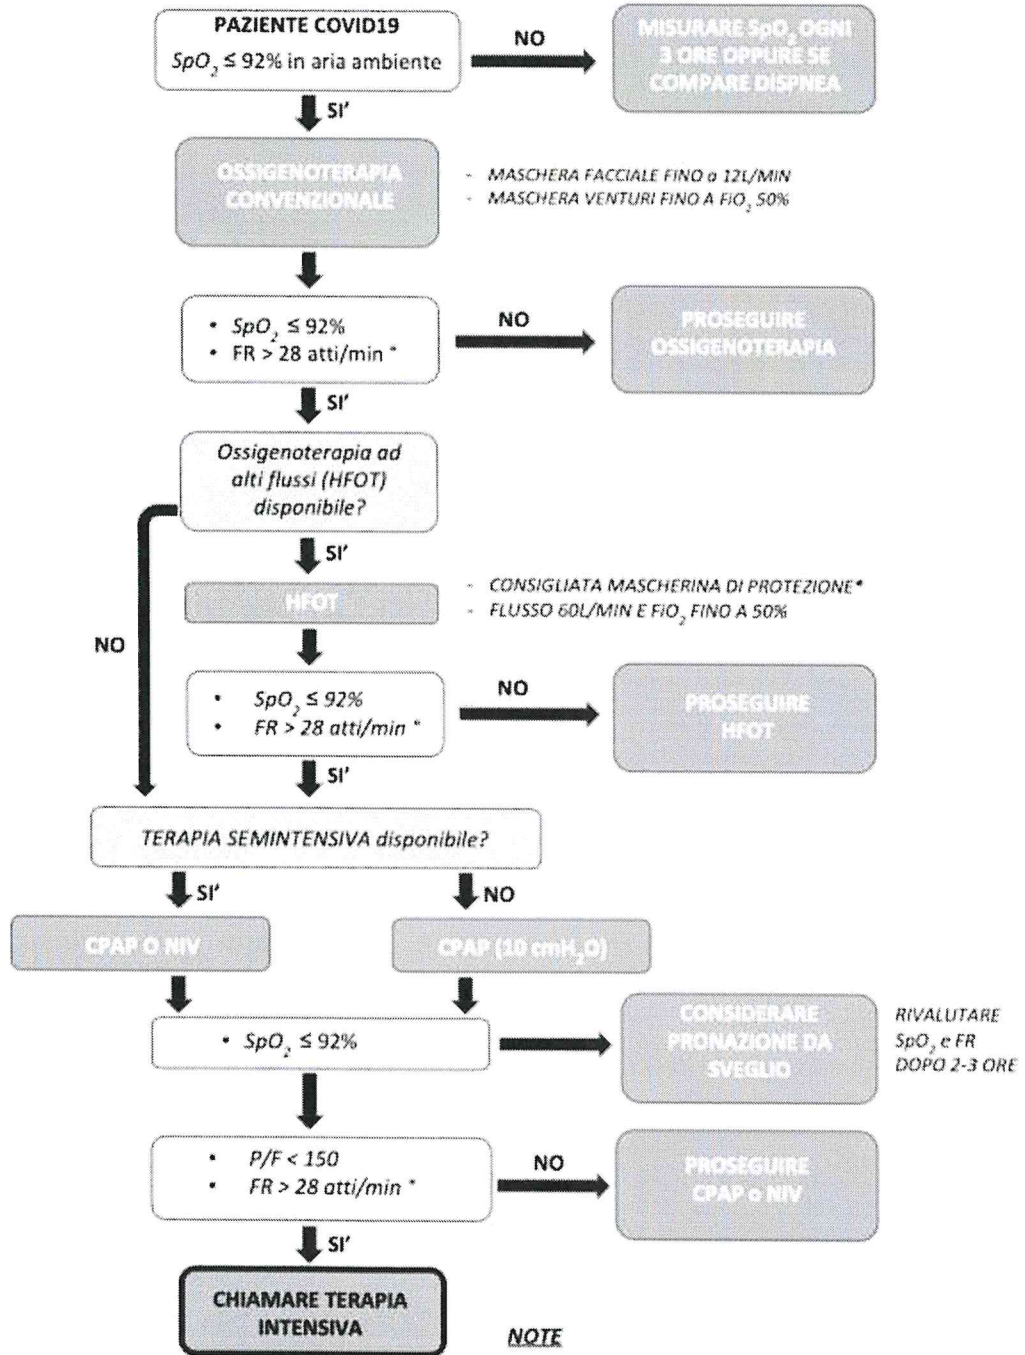 PAZIENTE COVID19
SpO₂ ≤ 92% in aria ambiente
NO
MISURARE SpO₂ OGNI
3 ORE OPPURE SE
COMPARE DISPNEA
SI'
OSSIGENOTERAPIA
CONVENZIONALE
- MASCHERA FACCIALE FINO a 12L/MIN
- MASCHERA VENTURI FINO A FiO₂ 50%
• SpO₂ ≤ 92%
• FR > 28 atti/min *
NO
PROSEGUIRE
OSSIGENOTERAPIA
SI'
Ossigenoterapia ad
alti flussi (HFOT)
disponibile?
SI'
NO
HFOT
- CONSIGLIATA MASCHERINA DI PROTEZIONE*
- FLUSSO 60L/MIN E FiO₂ FINO A 50%
• SpO₂ ≤ 92%
• FR > 28 atti/min *
NO
PROSEGUIRE
HFOT
SI'
TERAPIA SEMINTENSIVA disponibile?
SI'
NO
CPAP O NIV
CPAP (10 cmH₂O)
• SpO₂ ≤ 92%
CONSIDERARE
PRONAZIONE DA
SVEGLIO
RIVALUTARE
SpO₂ e FR
DOPO 2-3 ORE
• P/F < 150
• FR > 28 atti/min *
NO
PROSEGUIRE
CPAP o NIV
SI'
CHIAMARE TERAPIA
INTENSIVA
NOTE